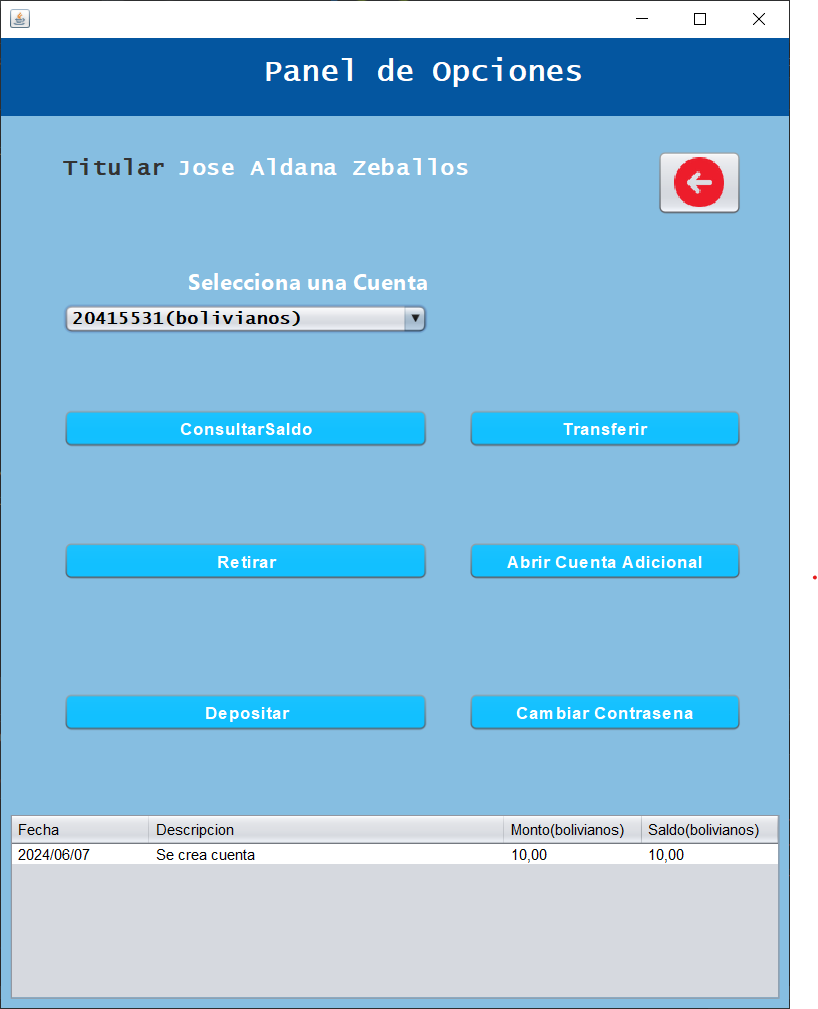 Panel de Opciones
Titular Jose Aldana Zeballos
Selecciona una Cuenta
20415531(bolivianos)
ConsultarSaldo Transferir
Retirar Abrir Cuenta Adicional
Depositar Cambiar Contrasena
Fecha Descripcion Monto(bolivianos) Saldo(bolivianos)
2024/06/07 Se crea cuenta 10,00 10,00